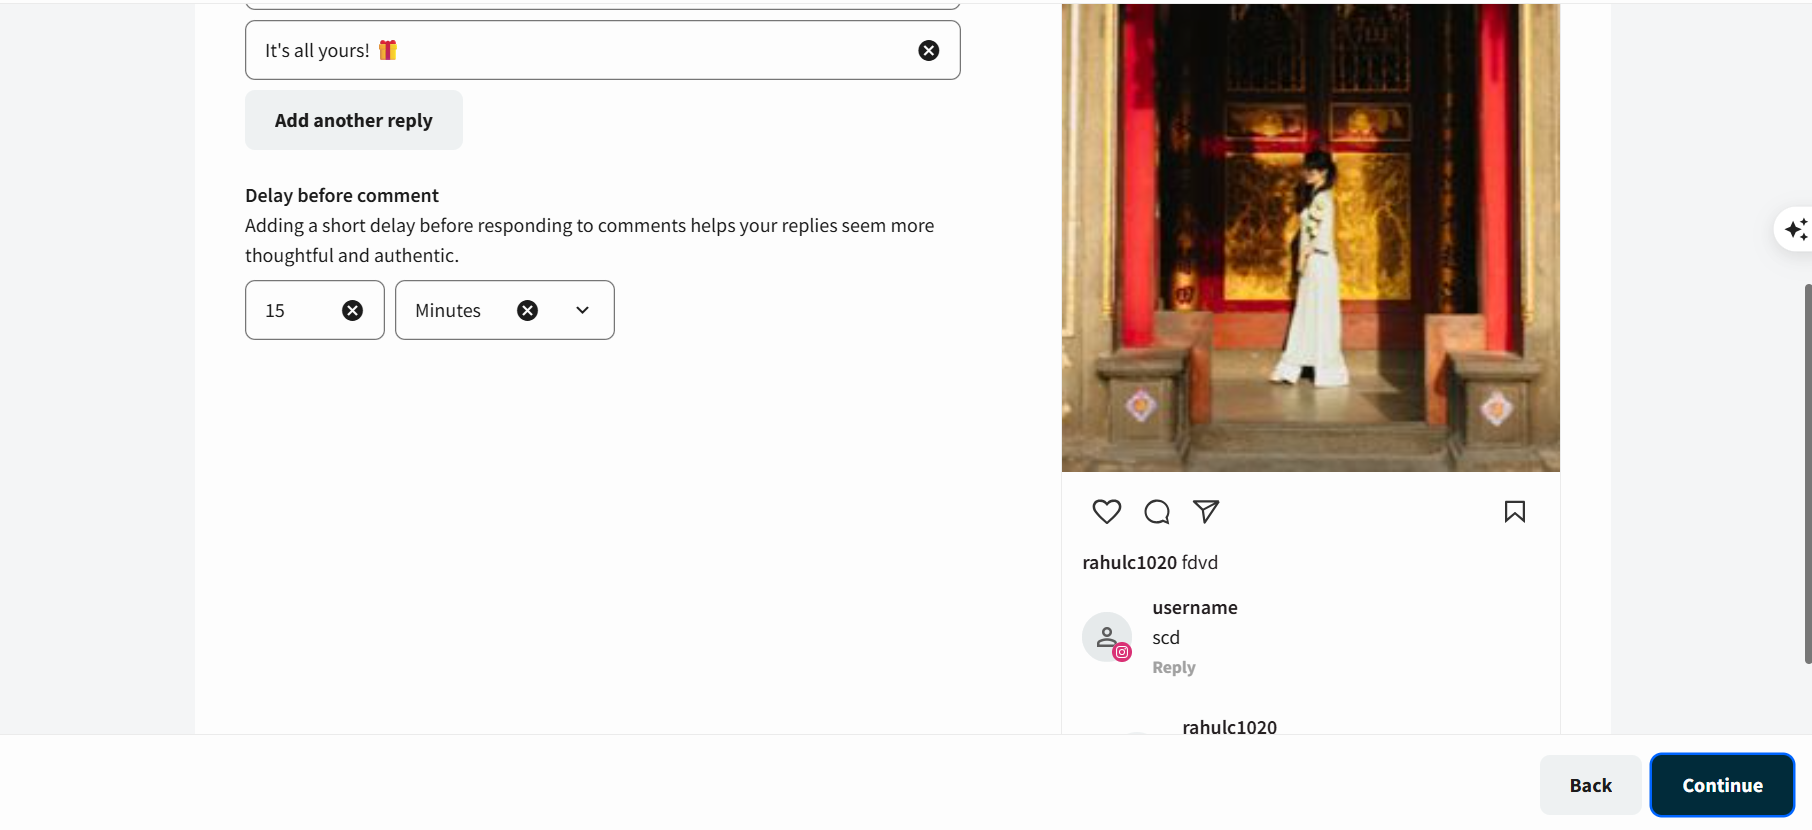 It's all yours! 🎁
Add another reply
Delay before comment
Adding a short delay before responding to comments helps your replies seem more
thoughtful and authentic.
15
Minutes
rahulc1020 fdvd
username
scd
Reply
rahulc1020
Back
Continue